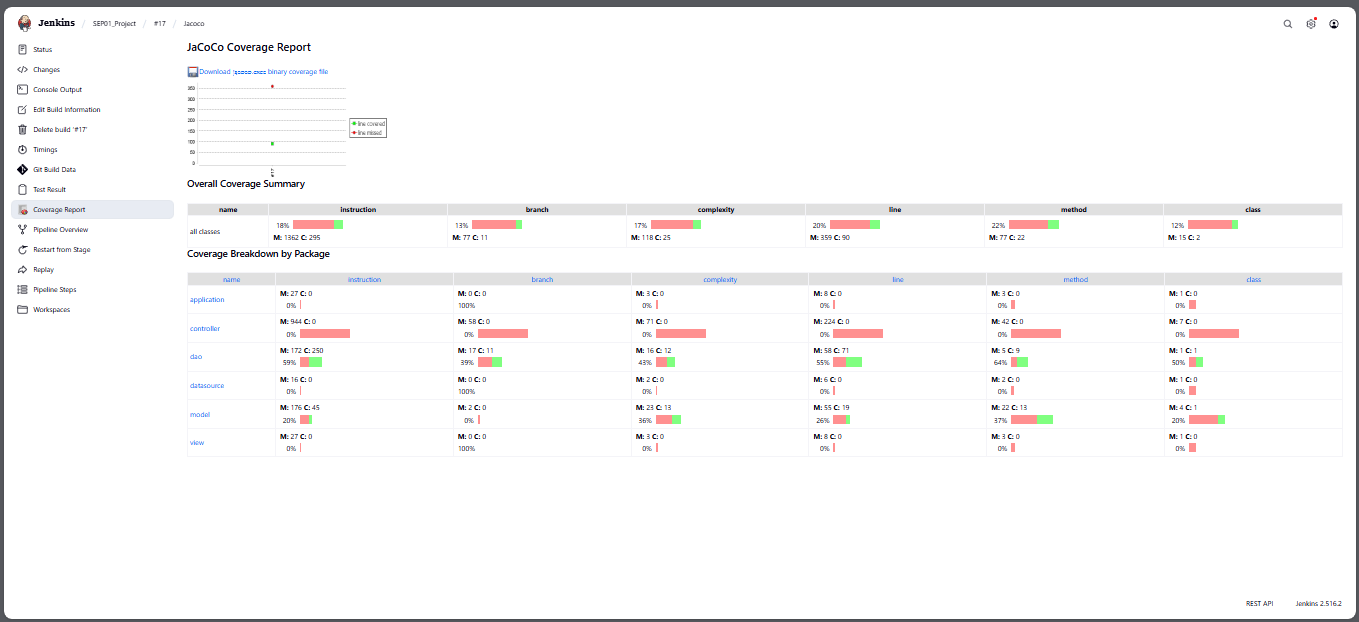 Jenkins / SEP01_Project / #17 / Jacoco
Status
Changes
Console Output
Edit Build Information
Delete build '#17'
Timings
Git Build Data
Test Result
Coverage Report
Pipeline Overview
Restart from Stage
Replay
Pipeline Steps
Workspaces
JaCoCo Coverage Report
Download jacoco.exec binary coverage file
350
300
250
200
150
100
50
0
line covered
line missed
Overall Coverage Summary
name instruction branch complexity line method class
all classes
18% 13% 17% 20% 22% 12%
M: 1362 C: 295 M: 77 C: 11 M: 118 C: 25 M: 359 C: 90 M: 77 C: 22 M: 15 C: 2
Coverage Breakdown by Package
name instruction branch complexity line method class
application
M: 27 C: 0 M: 0 C: 0 M: 3 C: 0 M: 8 C: 0 M: 3 C: 0 M: 1 C: 0
0% 100% 0% 0% 0% 0%
controller
M: 944 C: 0 M: 58 C: 0 M: 71 C: 0 M: 224 C: 0 M: 42 C: 0 M: 7 C: 0
0% 0% 0% 0% 0% 0%
dao
M: 172 C: 250 M: 17 C: 11 M: 16 C: 12 M: 58 C: 71 M: 5 C: 9 M: 1 C: 1
59% 39% 43% 55% 64% 50%
datasource
M: 16 C: 0 M: 0 C: 0 M: 2 C: 0 M: 6 C: 0 M: 2 C: 0 M: 1 C: 0
0% 100% 0% 0% 0% 0%
model
M: 176 C: 45 M: 2 C: 0 M: 23 C: 13 M: 55 C: 19 M: 22 C: 13 M: 4 C: 1
20% 0% 36% 26% 37% 20%
view
M: 27 C: 0 M: 0 C: 0 M: 3 C: 0 M: 8 C: 0 M: 3 C: 0 M: 1 C: 0
0% 100% 0% 0% 0% 0%
REST API Jenkins 2.516.2